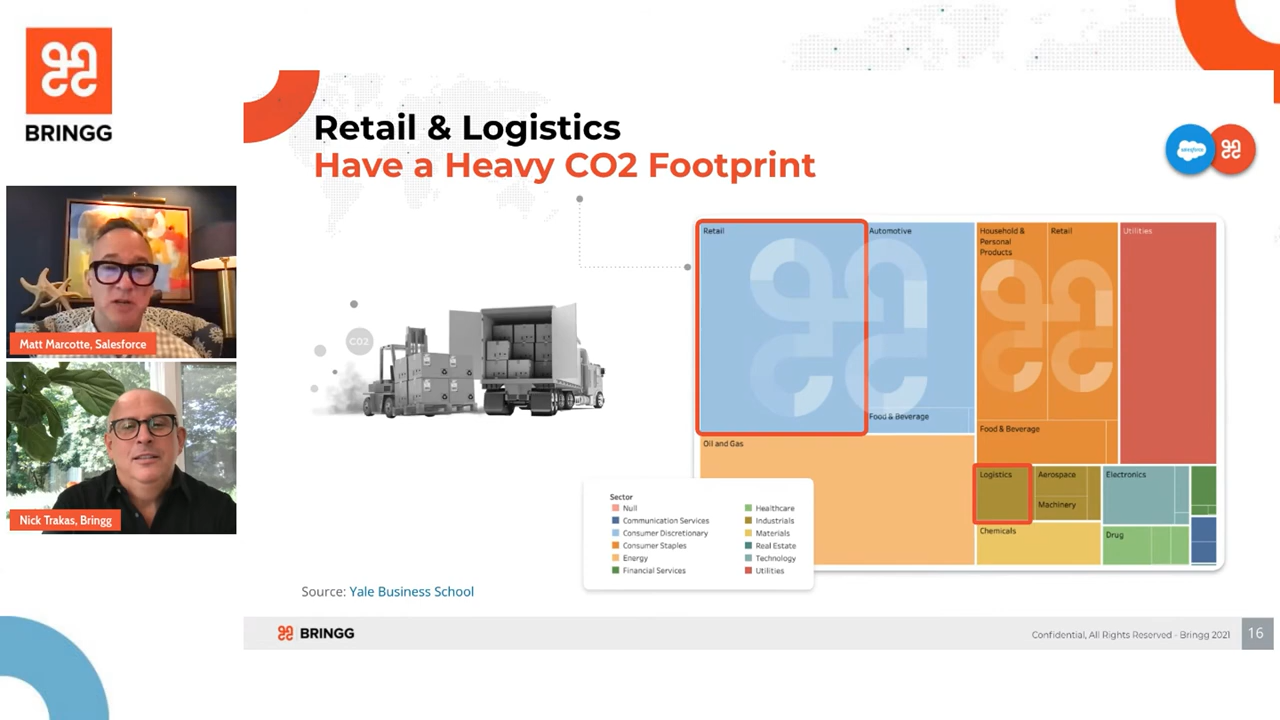 BRINGG
Retail & Logistics
Have a Heavy CO2 Footprint
salesforce
Matt Marcotte, Salesforce
Nick Trakas, Bringg
CO2
Retail
Automotive
Household &
Personal
Products
Retail
Utilities
Food & Beverage
Food & Beverage
Oil and Gas
Logistics
Aerospace
Machinery
Electronics
Chemicals
Drug
Sector
Null
Communication Services
Consumer Discretionary
Consumer Staples
Energy
Financial Services
Healthcare
Industrials
Materials
Real Estate
Technology
Utilities
Source: Yale Business School
BRINGG
Confidential, All Rights Reserved - Bringg 2021
16